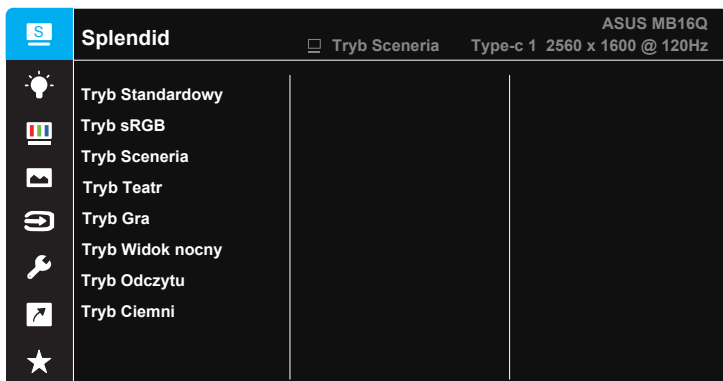 S
Splendid
ASUS MB16Q
Tryb Sceneria Type-c 1 2560 x 1600 @ 120Hz
Tryb Standardowy
Tryb sRGB
Tryb Sceneria
Tryb Teatr
Tryb Gra
Tryb Widok nocny
Tryb Odczytu
Tryb Ciemni